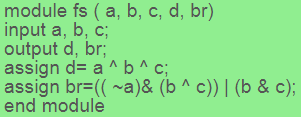 module fs ( a, b, c, d, br)
input a, b, c;
output d, br;
assign d= a ^ b ^ c;
assign br=(( ~a)& (b ^ c)) | (b & c);
end module